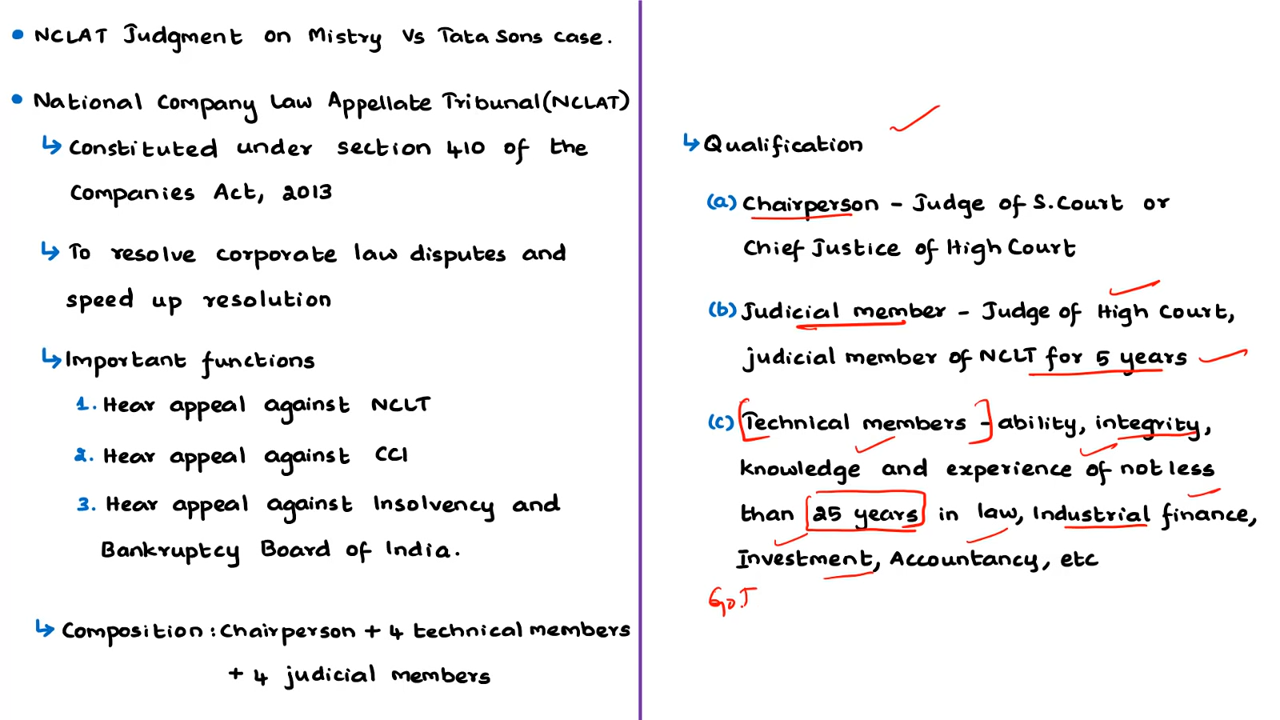 NCLAT Judgment on Mistry Vs Tata Sons case.
National Company Law Appellate Tribunal(NCLAT)
Constituted under section 410 of the
Companies Act, 2013
To resolve corporate law disputes and
speed up resolution
Important functions
1. Hear appeal against NCLT
2. Hear appeal against CCI
3. Hear appeal against Insolvency and
Bankruptcy Board of India.
Composition: Chairperson + 4 technical members
+ 4 judicial members
Qualification
(a) Chairperson - Judge of S.Court or
Chief Justice of High Court
(b) Judicial member - Judge of High Court,
judicial member of NCLT for 5 years
(c) [Technical members -] ability, integrity,
knowledge and experience of not less
than 25 years in law, Industrial finance,
Investment, Accountancy, etc